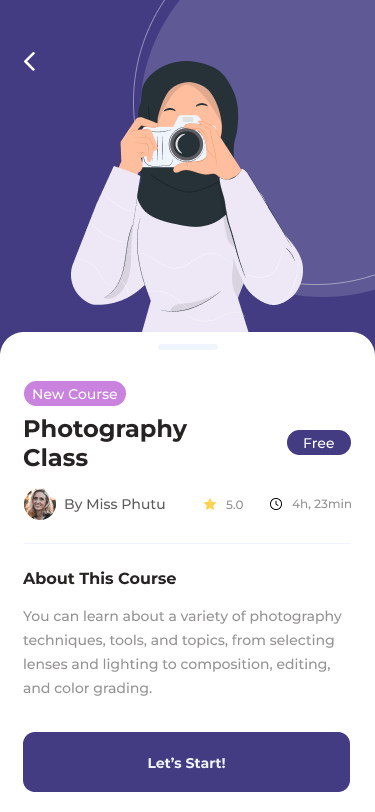 New Course
Photography
Class
Free
By Miss Phutu
5.0
4h, 23min
About This Course
You can learn about a variety of photography
techniques, tools, and topics, from selecting
lenses and lighting to composition, editing,
and color grading.
Let’s Start!